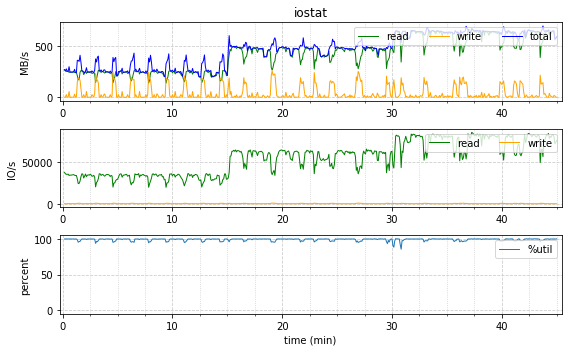 iostat
read write total
500
0
MB/s
0 10 20 30 40
read write
50000
0
IO/s
0 10 20 30 40
100
50
0
percent
%util
0 10 20 30 40
time (min)